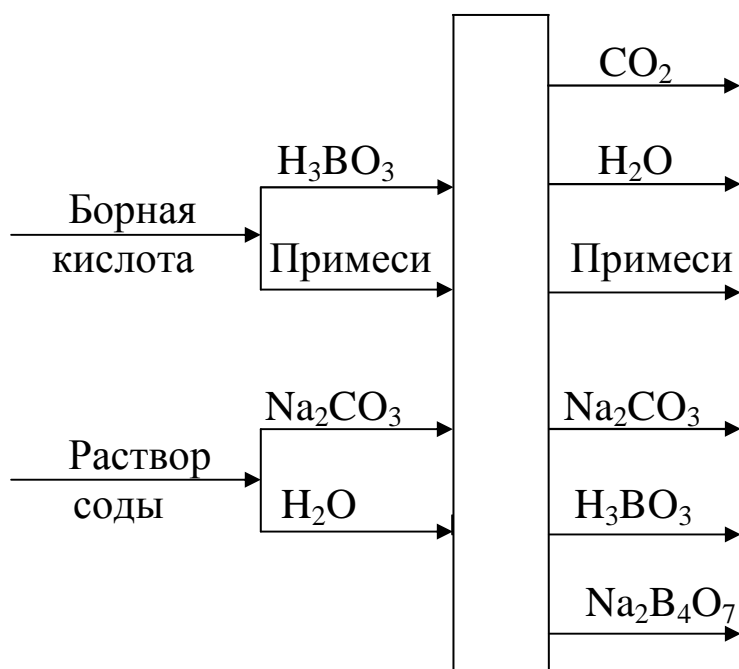 Борная
кислота
H₃BO₃
Примеси
Раствор
соды
Na₂CO₃
H₂O
CO₂
H₂O
Примеси
Na₂CO₃
H₃BO₃
Na₂B₄O₇